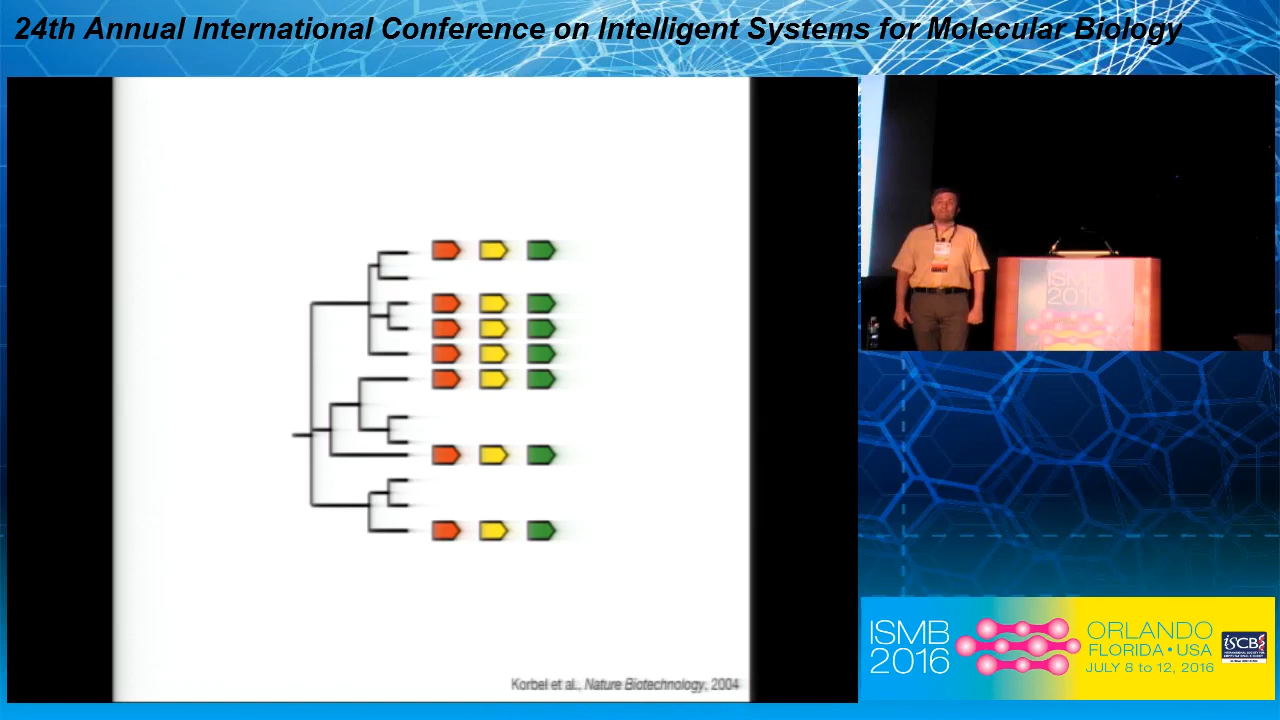 24th Annual International Conference on Intelligent Systems for Molecular Biology
ISMB
2016
Korbel et al., Nature Biotechnology, 2004
ISMB
2016
ORLANDO
FLORIDA • USA
JULY 8 to 12, 2016
ISCB